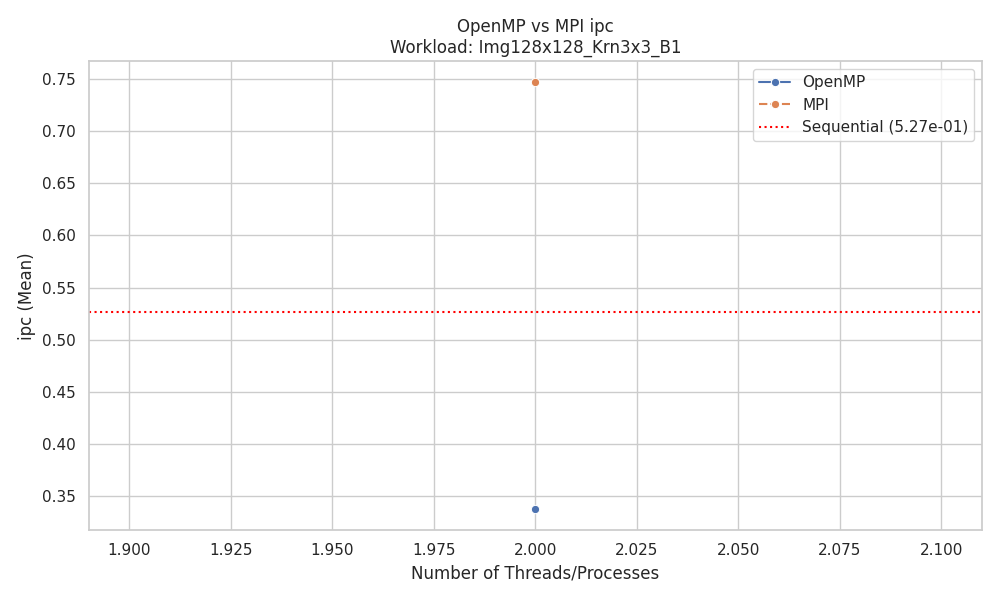 OpenMP vs MPI ipc
Workload: Img128x128_Krn3x3_B1
OpenMP
MPI
Sequential (5.27e-01)
ipc (Mean)
0.75
0.70
0.65
0.60
0.55
0.50
0.45
0.40
0.35
1.900 1.925 1.950 1.975 2.000 2.025 2.050 2.075 2.100
Number of Threads/Processes